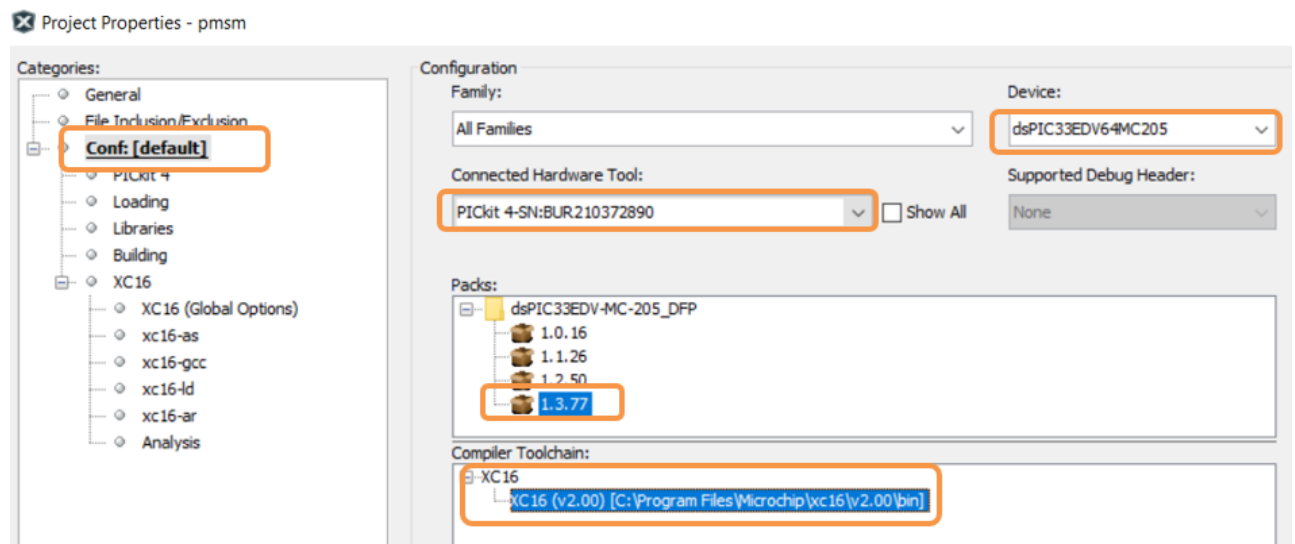 Project Properties - pmsm
Categories:
General
File Inclusion/Exclusion
Conf: [default]
PICkit 4
Loading
Libraries
Building
XC16
XC16 (Global Options)
xc16-as
xc16-gcc
xc16-ld
xc16-ar
Analysis
Configuration
Family:
All Families
Device:
dsPIC33EDV64MC205
Connected Hardware Tool:
PICkit 4-SN:BUR210372890
Show All
Supported Debug Header:
None
Packs:
dsPIC33EDV-MC-205_DFP
1.0.16
1.1.26
1.2.50
1.3.77
Compiler Toolchain:
XC16
XC16 (v2.00) [C:\Program Files\Microchip\xc16\v2.00\bin]